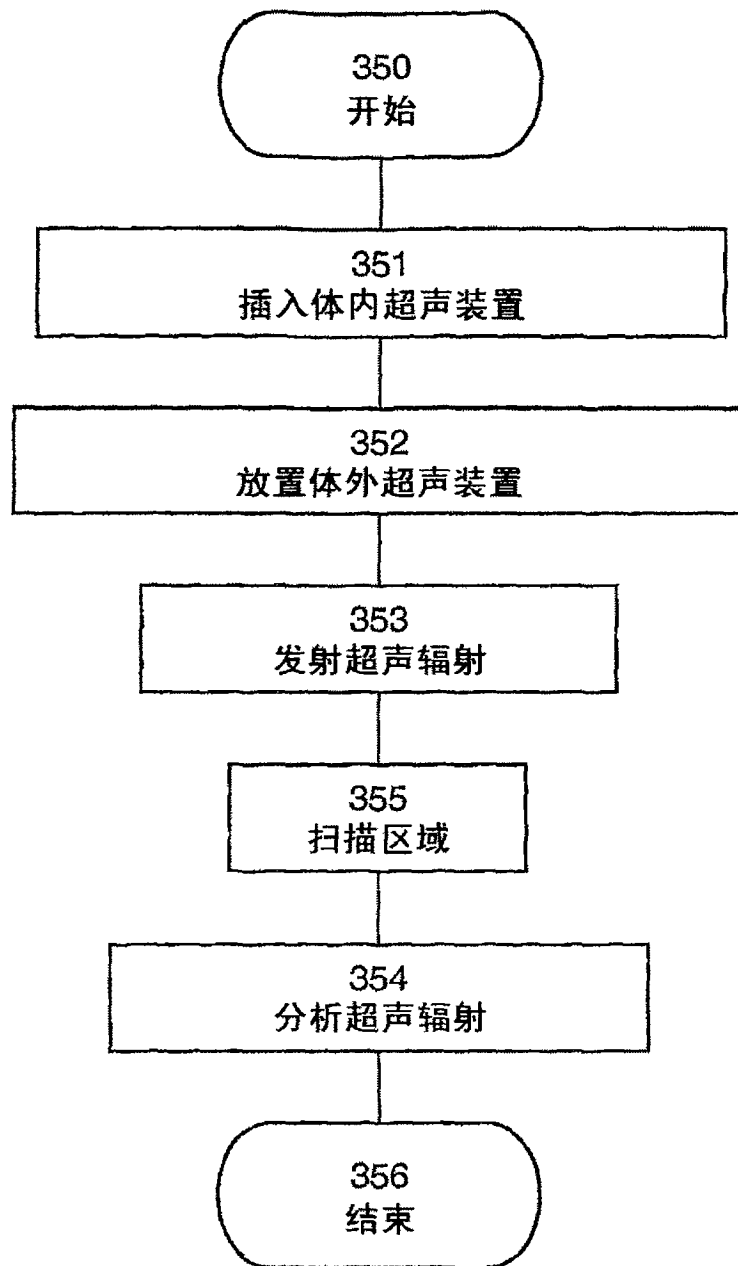 350
开始
351
插入体内超声装置
352
放置体外超声装置
353
发射超声辐射
355
扫描区域
354
分析超声辐射
356
结束